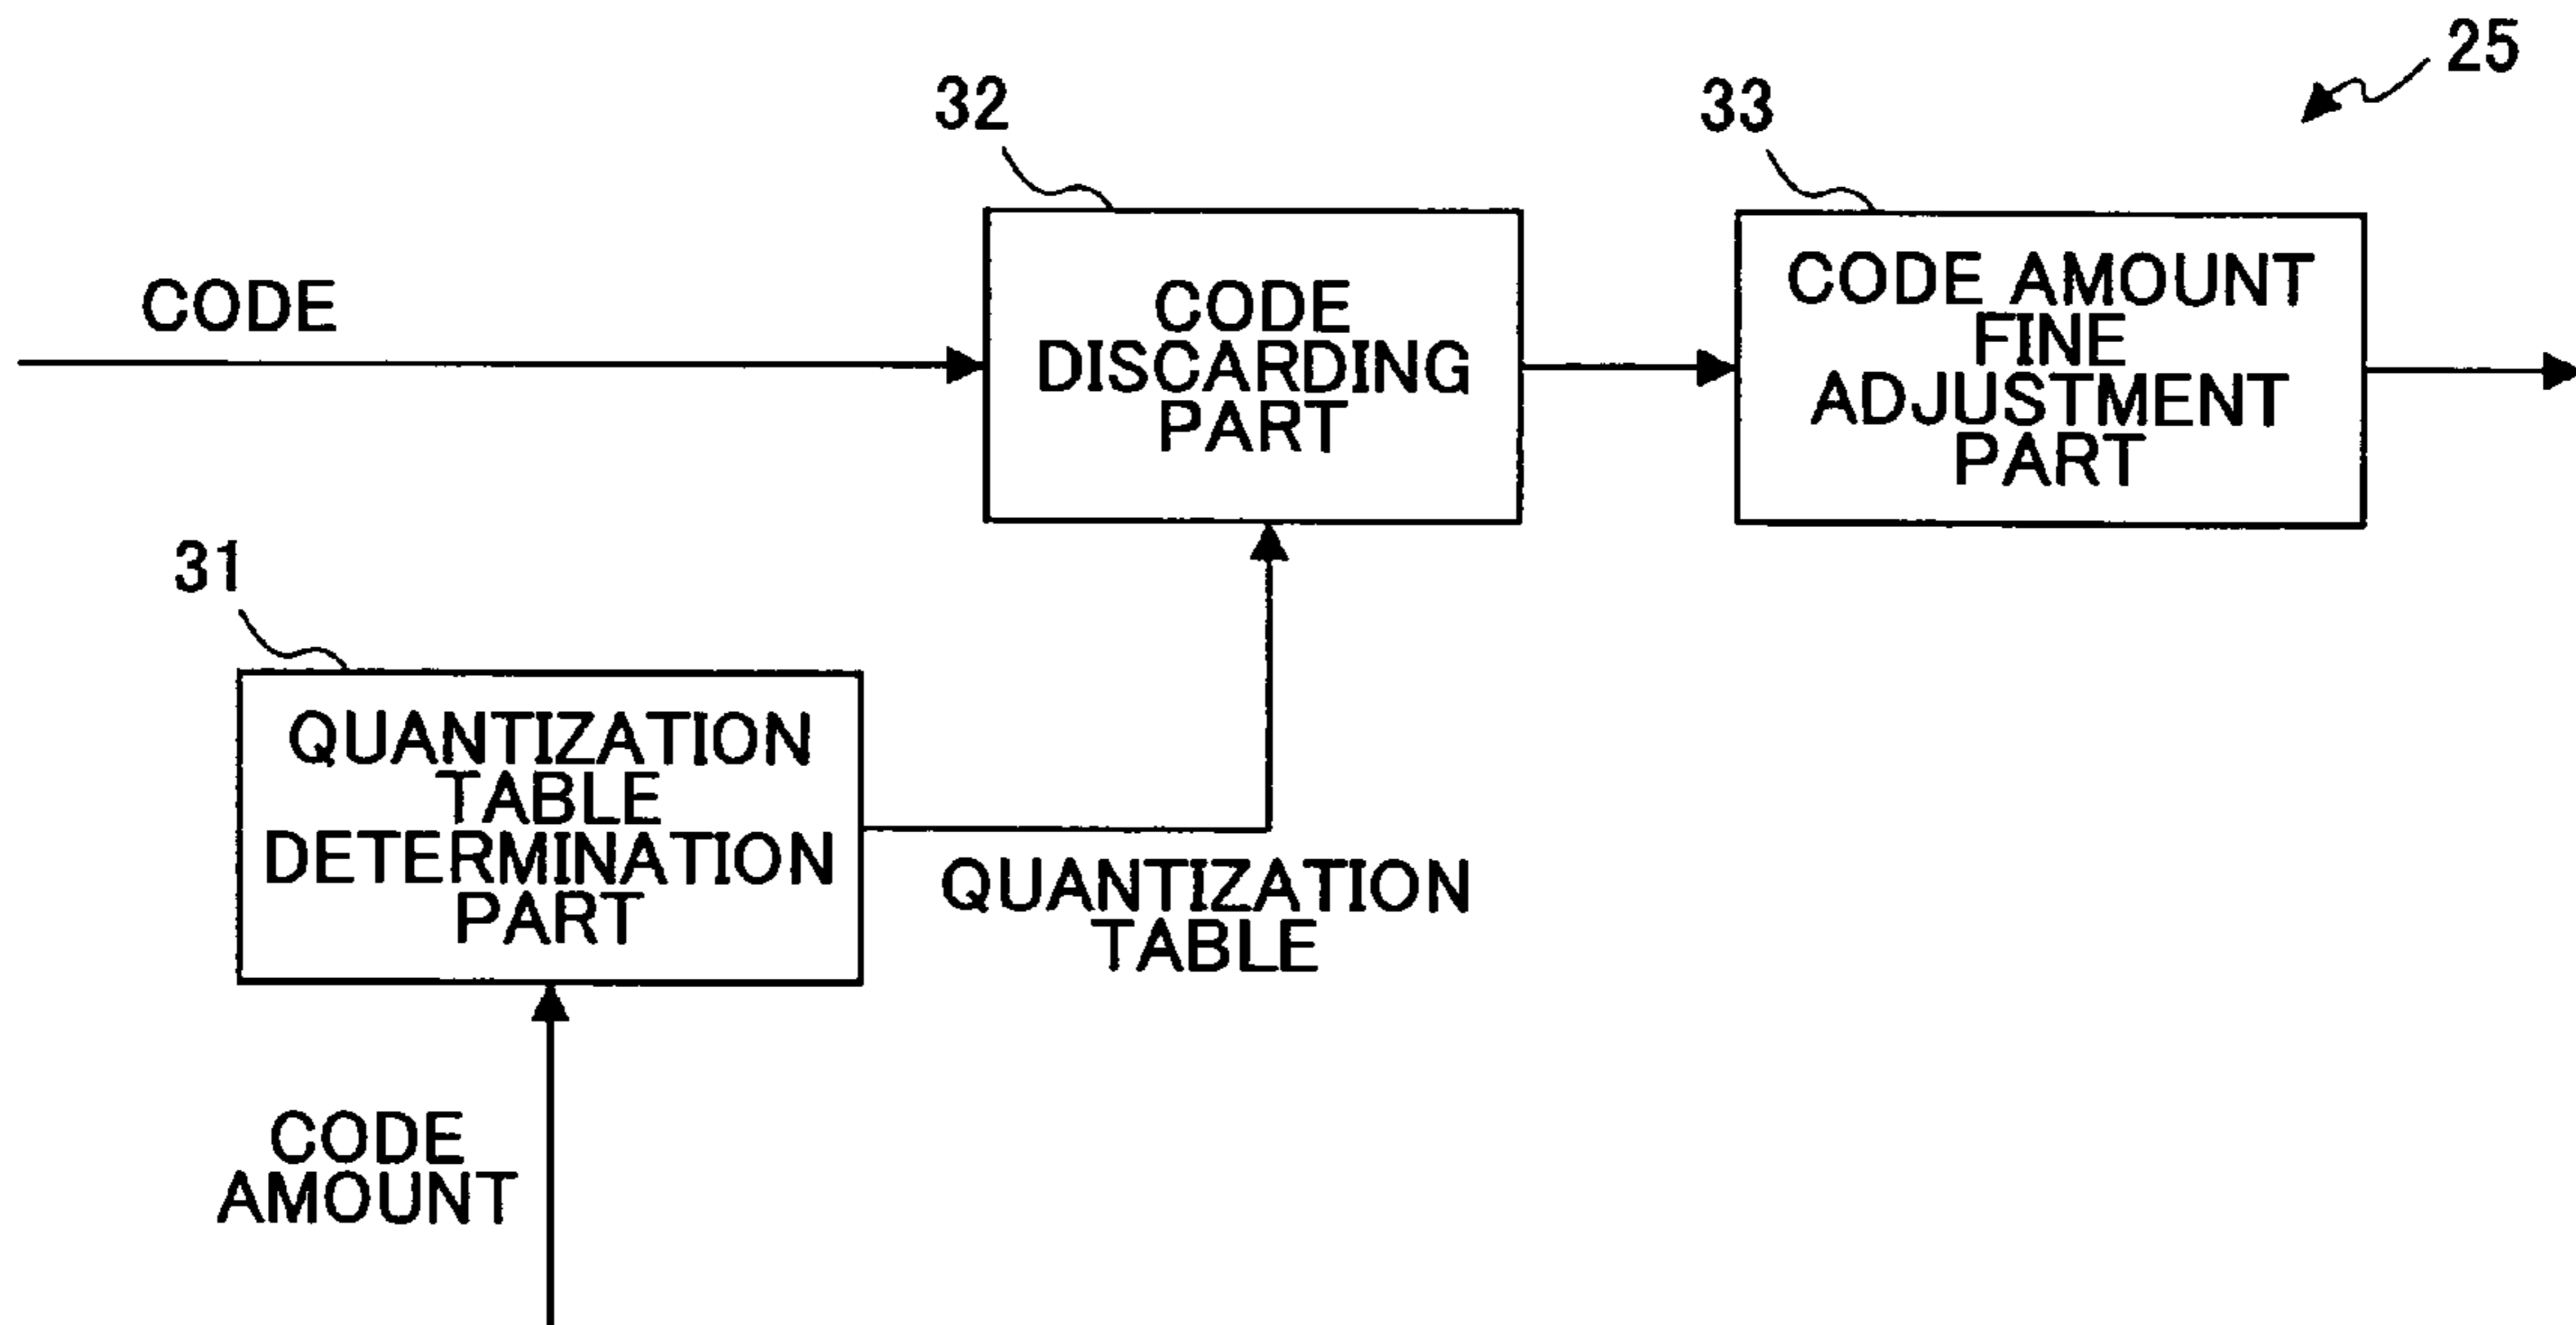 25
32
33
CODE
CODE
DISCARDING
PART
CODE AMOUNT
FINE
ADJUSTMENT
PART
31
QUANTIZATION
TABLE
DETERMINATION
PART
QUANTIZATION
TABLE
CODE
AMOUNT